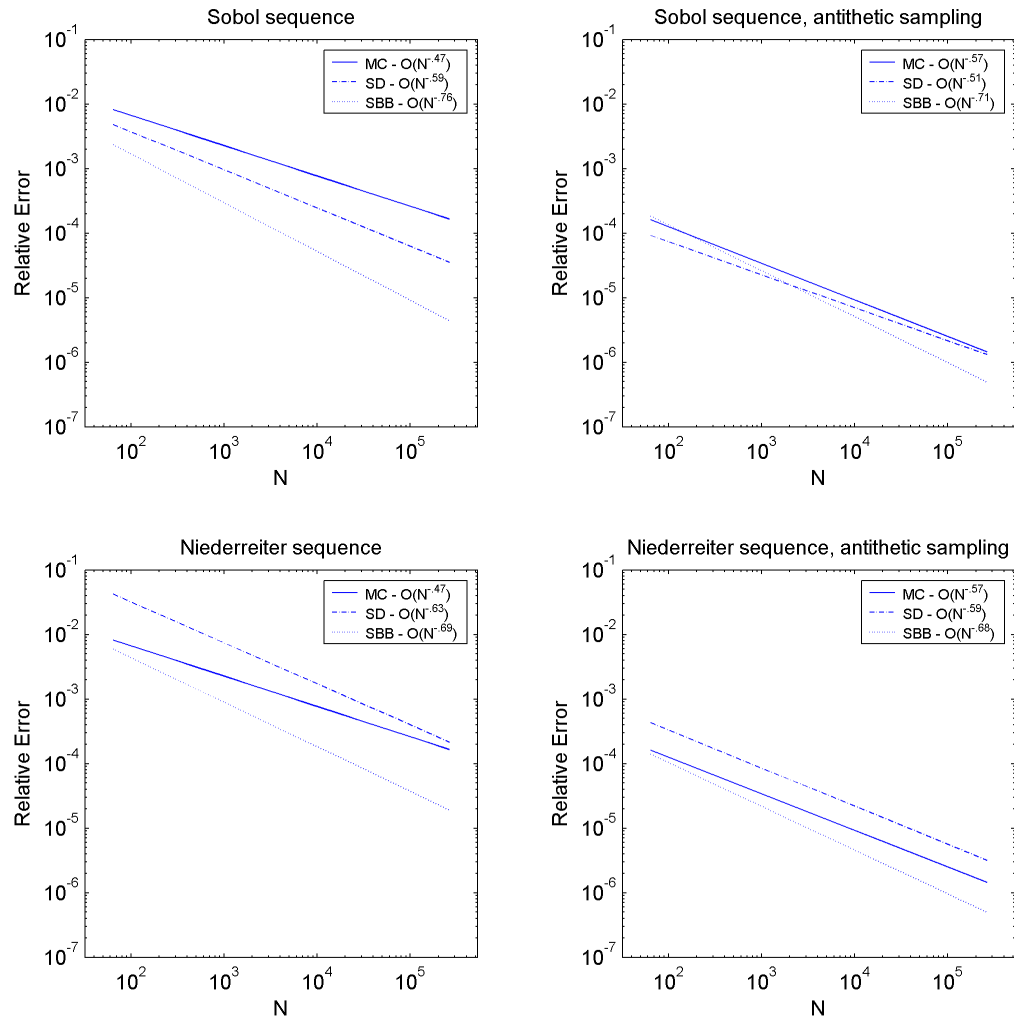 Sobol sequence
10^-1
10^-2
10^-3
10^-4
10^-5
10^-6
10^-7
Relative Error
MC - O(N^-.47)
SD - O(N^-.59)
SBB - O(N^-.76)
10^2 10^3 10^4 10^5
N
Sobol sequence, antithetic sampling
10^-1
10^-2
10^-3
10^-4
10^-5
10^-6
10^-7
Relative Error
MC - O(N^-.57)
SD - O(N^-.51)
SBB - O(N^-.71)
10^2 10^3 10^4 10^5
N
Niederreiter sequence
10^-1
10^-2
10^-3
10^-4
10^-5
10^-6
10^-7
Relative Error
MC - O(N^-.47)
SD - O(N^-.63)
SBB - O(N^-.69)
10^2 10^3 10^4 10^5
N
Niederreiter sequence, antithetic sampling
10^-1
10^-2
10^-3
10^-4
10^-5
10^-6
10^-7
Relative Error
MC - O(N^-.57)
SD - O(N^-.59)
SBB - O(N^-.68)
10^2 10^3 10^4 10^5
N